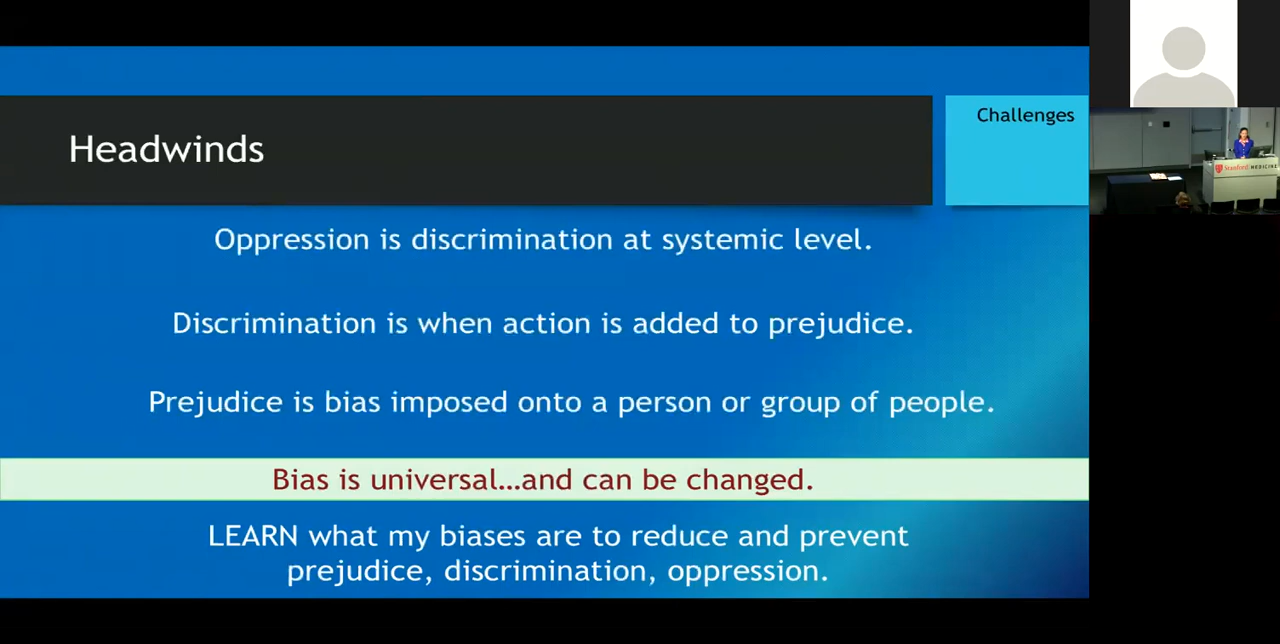 Headwinds
Challenges
Oppression is discrimination at systemic level.
Discrimination is when action is added to prejudice.
Prejudice is bias imposed onto a person or group of people.
Bias is universal...and can be changed.
LEARN what my biases are to reduce and prevent
prejudice, discrimination, oppression.
Stanford MEDICINE